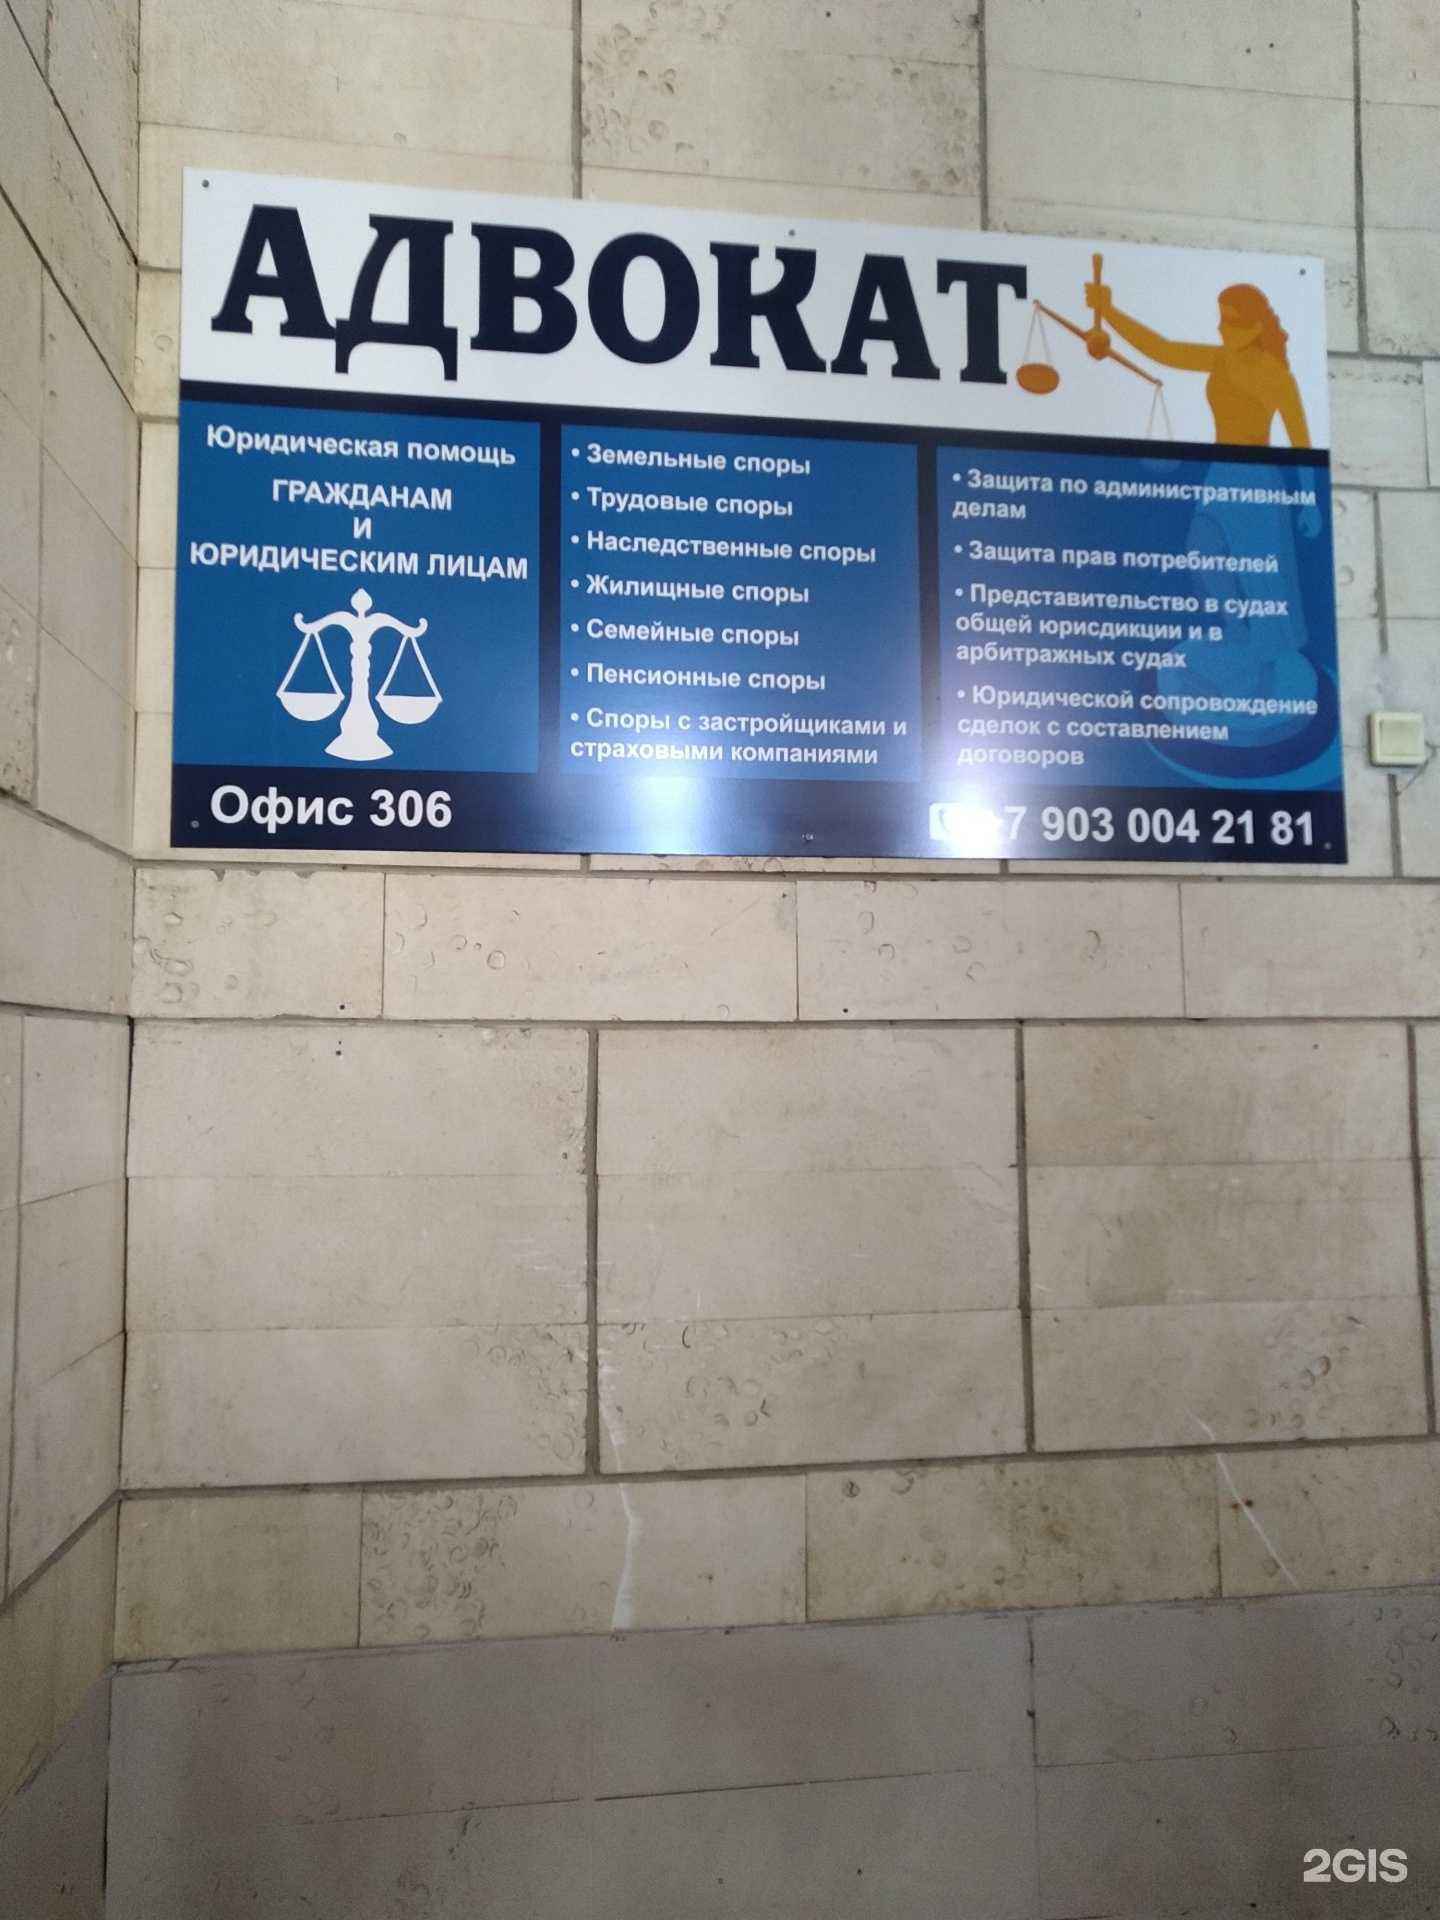 АДВОКАТ
Юридическая помощь
ГРАЖДАНАМ
И
ЮРИДИЧЕСКИМ ЛИЦАМ
• Земельные споры
• Трудовые споры
• Наследственные споры
• Жилищные споры
• Семейные споры
• Пенсионные споры
• Споры с застройщиками и
страховыми компаниями
• Защита по административным
делам
• Защита прав потребителей
• Представительство в судах
общей юрисдикции и в
арбитражных судах
• Юридической сопровождение
сделок с составлением
договоров
Офис 306
+7 903 004 21 81
2GIS